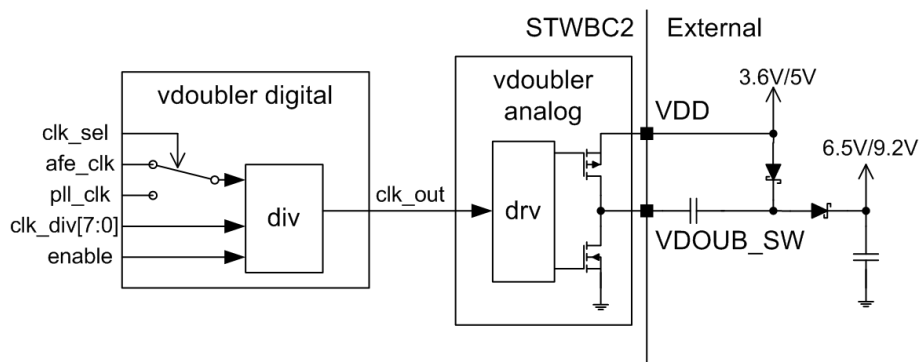 STWBC2
External
vdoubler digital
vdoubler
analog
3.6V/5V
VDD
6.5V/9.2V
clk_sel
afe_clk
pll_clk
clk_div[7:0]
enable
div
clk_out
drv
VDOUB_SW